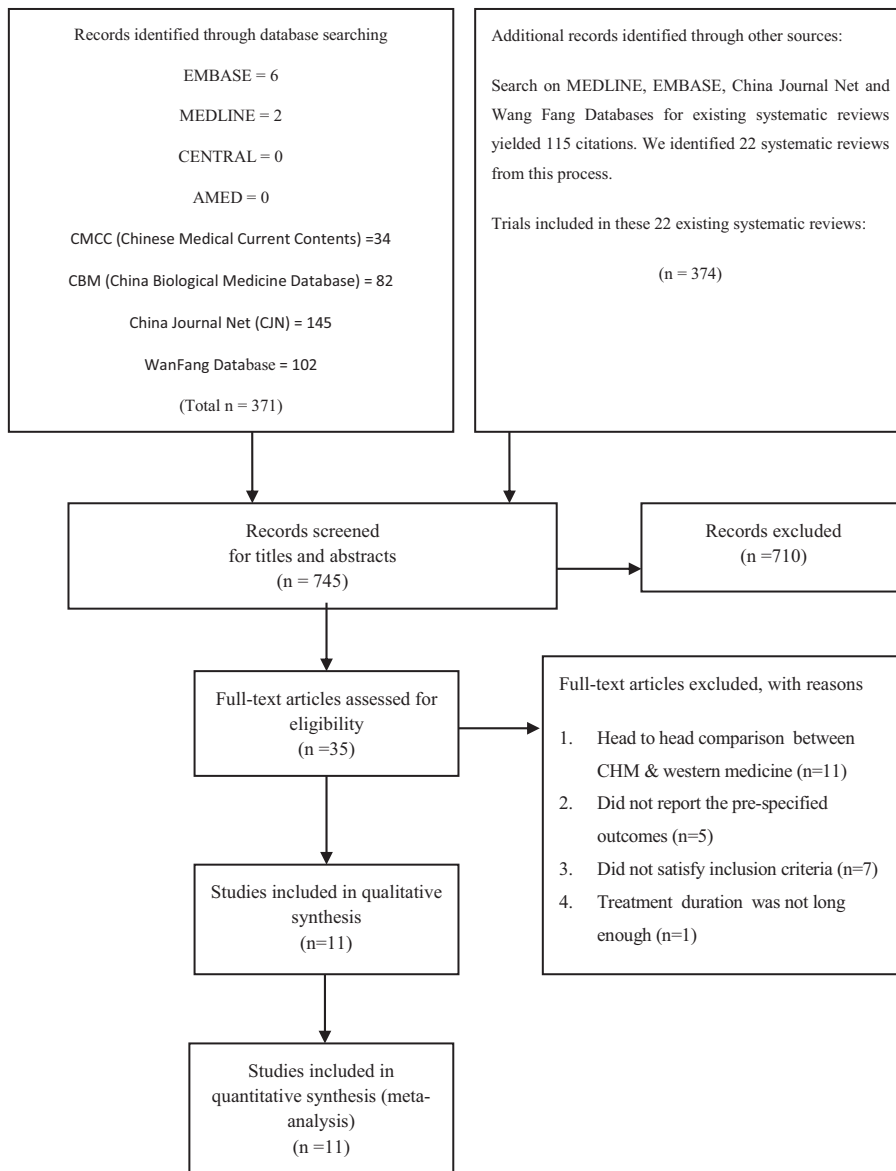 Records identified through database searching
EMBASE = 6
MEDLINE = 2
CENTRAL = 0
AMED = 0
CMCC (Chinese Medical Current Contents) =34
CBM (China Biological Medicine Database) = 82
China Journal Net (CJN) = 145
WanFang Database = 102
(Total n = 371)
Additional records identified through other sources:
Search on MEDLINE, EMBASE, China Journal Net and
Wang Fang Databases for existing systematic reviews
yielded 115 citations. We identified 22 systematic reviews
from this process.
Trials included in these 22 existing systematic reviews:
(n = 374)
Records screened
for titles and abstracts
(n = 745)
Records excluded
(n =710)
Full-text articles assessed for
eligibility
(n =35)
Full-text articles excluded, with reasons
1. Head to head comparison between
CHM & western medicine (n=11)
2. Did not report the pre-specified
outcomes (n=5)
3. Did not satisfy inclusion criteria (n=7)
4. Treatment duration was not long
enough (n=1)
Studies included in qualitative
synthesis
(n=11)
Studies included in
quantitative synthesis (meta-
analysis)
(n =11)